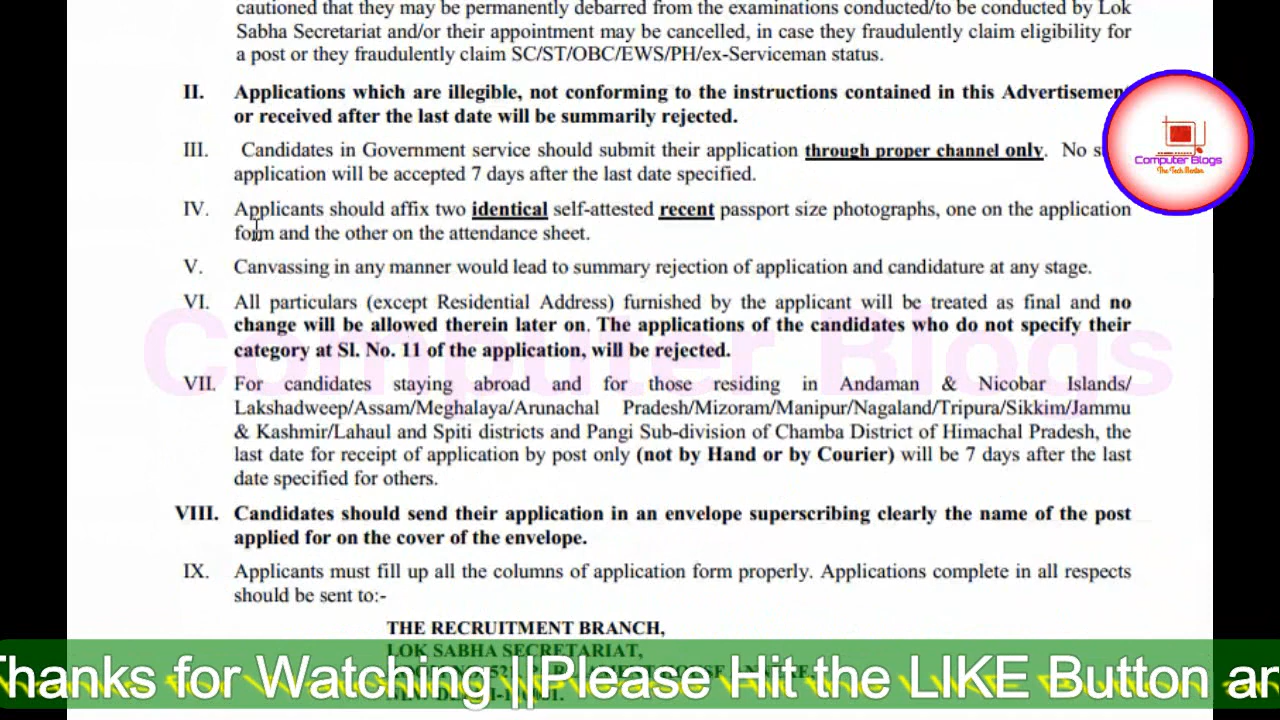 cautioned that they may be permanently debarred from the examinations conducted/to be conducted by Lok
Sabha Secretariat and/or their appointment may be cancelled, in case they fraudulently claim eligibility for
a post or they fraudulently claim SC/ST/OBC/EWS/PH/ex-Serviceman status.
II. Applications which are illegible, not conforming to the instructions contained in this Advertisement
or received after the last date will be summarily rejected.
III. Candidates in Government service should submit their application through proper channel only. No
application will be accepted 7 days after the last date specified.
IV. Applicants should affix two identical self-attested recent passport size photographs, one on the application
form and the other on the attendance sheet.
V. Canvassing in any manner would lead to summary rejection of application and candidature at any stage.
VI. All particulars (except Residential Address) furnished by the applicant will be treated as final and no
change will be allowed therein later on. The applications of the candidates who do not specify their
category at Sl. No. 11 of the application, will be rejected.
VII. For candidates staying abroad and for those residing in Andaman & Nicobar Islands/
Lakshadweep/Assam/Meghalaya/Arunachal Pradesh/Mizoram/Manipur/Nagaland/Tripura/Sikkim/Jammu
& Kashmir/Lahaul and Spiti districts and Pangi Sub-division of Chamba District of Himachal Pradesh, the
last date for receipt of application by post only (not by Hand or by Courier) will be 7 days after the last
date specified for others.
VIII. Candidates should send their application in an envelope superscribing clearly the name of the post
applied for on the cover of the envelope.
IX. Applicants must fill up all the columns of application form properly. Applications complete in all respects
should be sent to:-
THE RECRUITMENT BRANCH,
LOK SABHA SECRETARIAT,
Thanks for Watching ||Please Hit the LIKE Button
Computer Blogs
The Tech Mentor
Computer Blogs